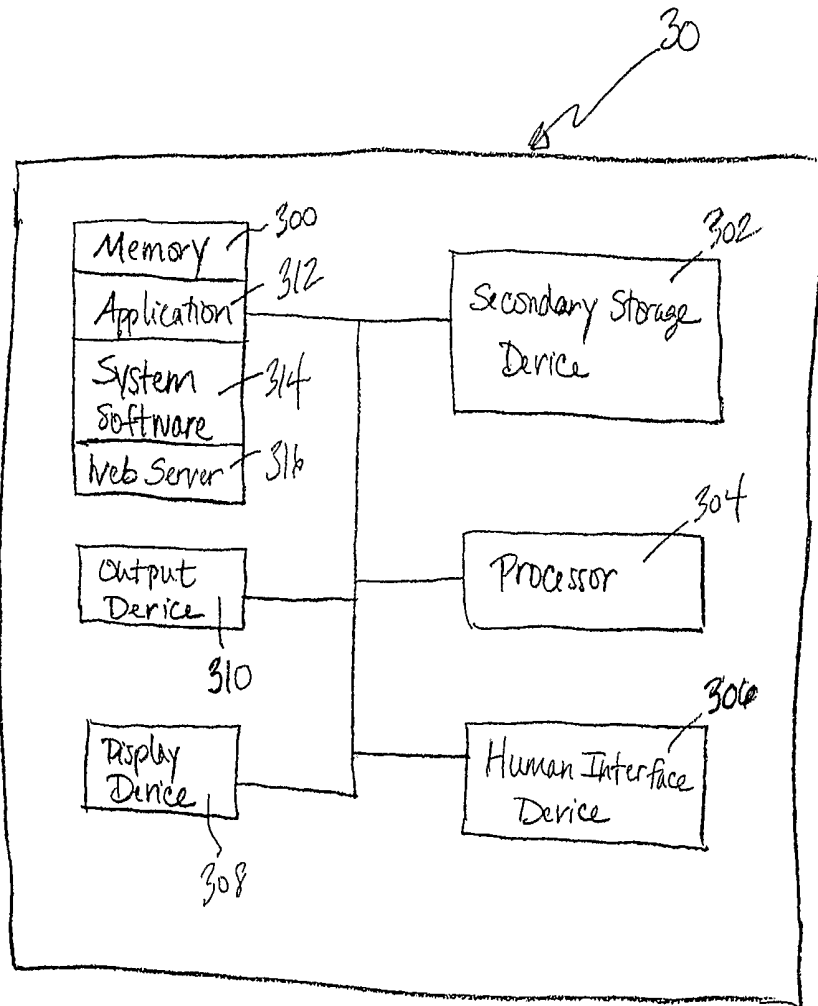 30
Memory
300
Application
312
System
Software
314
Web Server
316
Secondary Storage
Device
302
Output
Device
310
Processor
304
Display
Device
308
Human Interface
Device
306